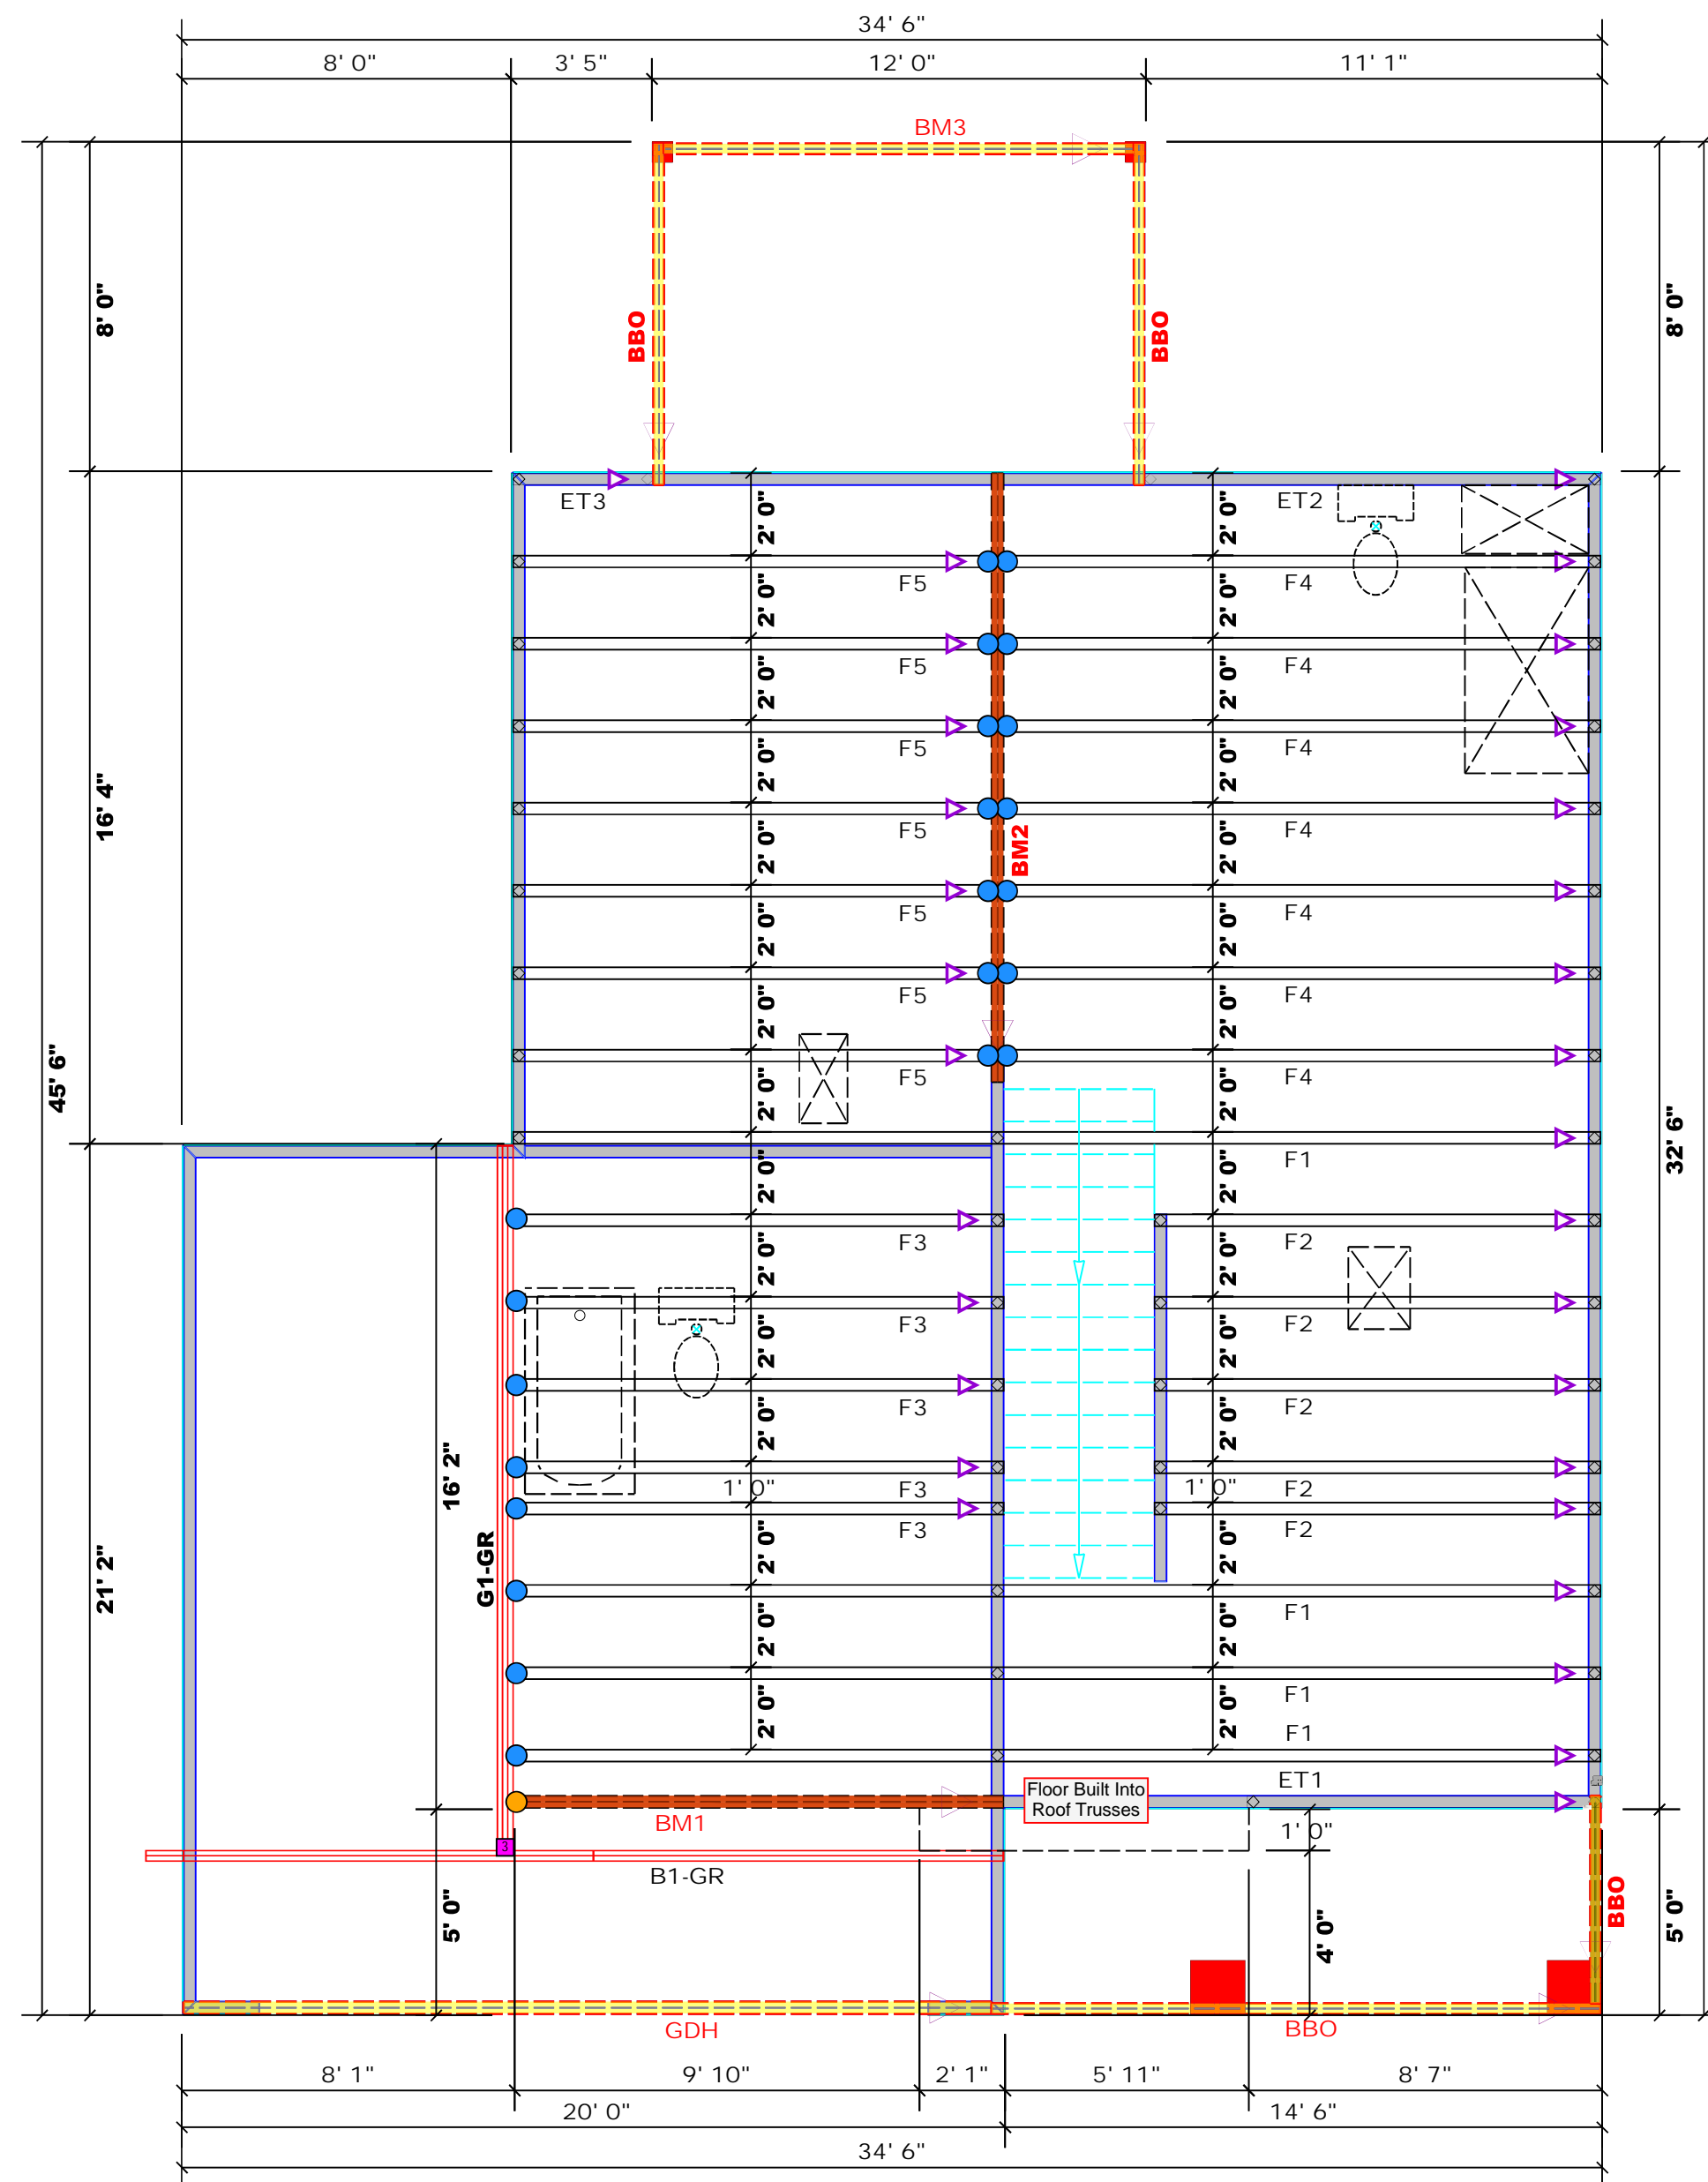 34' 6"
8' 0"
3' 5"
12' 0"
11' 1"
BM3
8' 0"
BBO
BBO
8' 0"
ET3
ET2
2' 0"
2' 0"
F5
F4
2' 0"
2' 0"
F5
F4
2' 0"
2' 0"
F5
F4
2' 0"
2' 0"
16' 4"
F5
F4
BM2
2' 0"
2' 0"
F5
F4
2' 0"
2' 0"
F5
F4
2' 0"
2' 0"
F5
F4
45' 6"
2' 0"
2' 0"
32' 6"
F1
2' 0"
2' 0"
F3
F2
2' 0"
2' 0"
F3
F2
2' 0"
2' 0"
F3
F2
2' 0"
2' 0"
16' 2"
F3
1' 0"
1' 0"
F2
F3
F2
G1-GR
21' 2"
2' 0"
2' 0"
F1
2' 0"
2' 0"
F1
2' 0"
2' 0"
F1
ET1
Floor Built Into
Roof Trusses
BM1
1' 0"
3
B1-GR
5' 0"
4' 0"
BBO
5' 0"
GDH
BBO
8' 1"
9' 10"
2' 1"
5' 11"
8' 7"
20' 0"
14' 6"
34' 6"